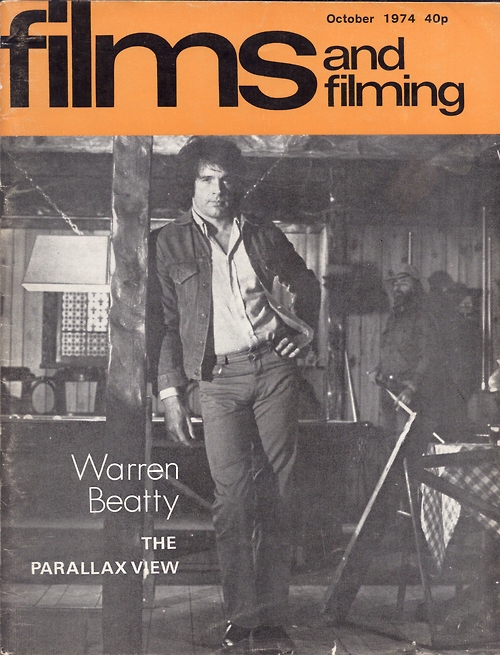 October 1974 40p
films and
filming
Warren
Beatty
THE
PARALLAX VIEW